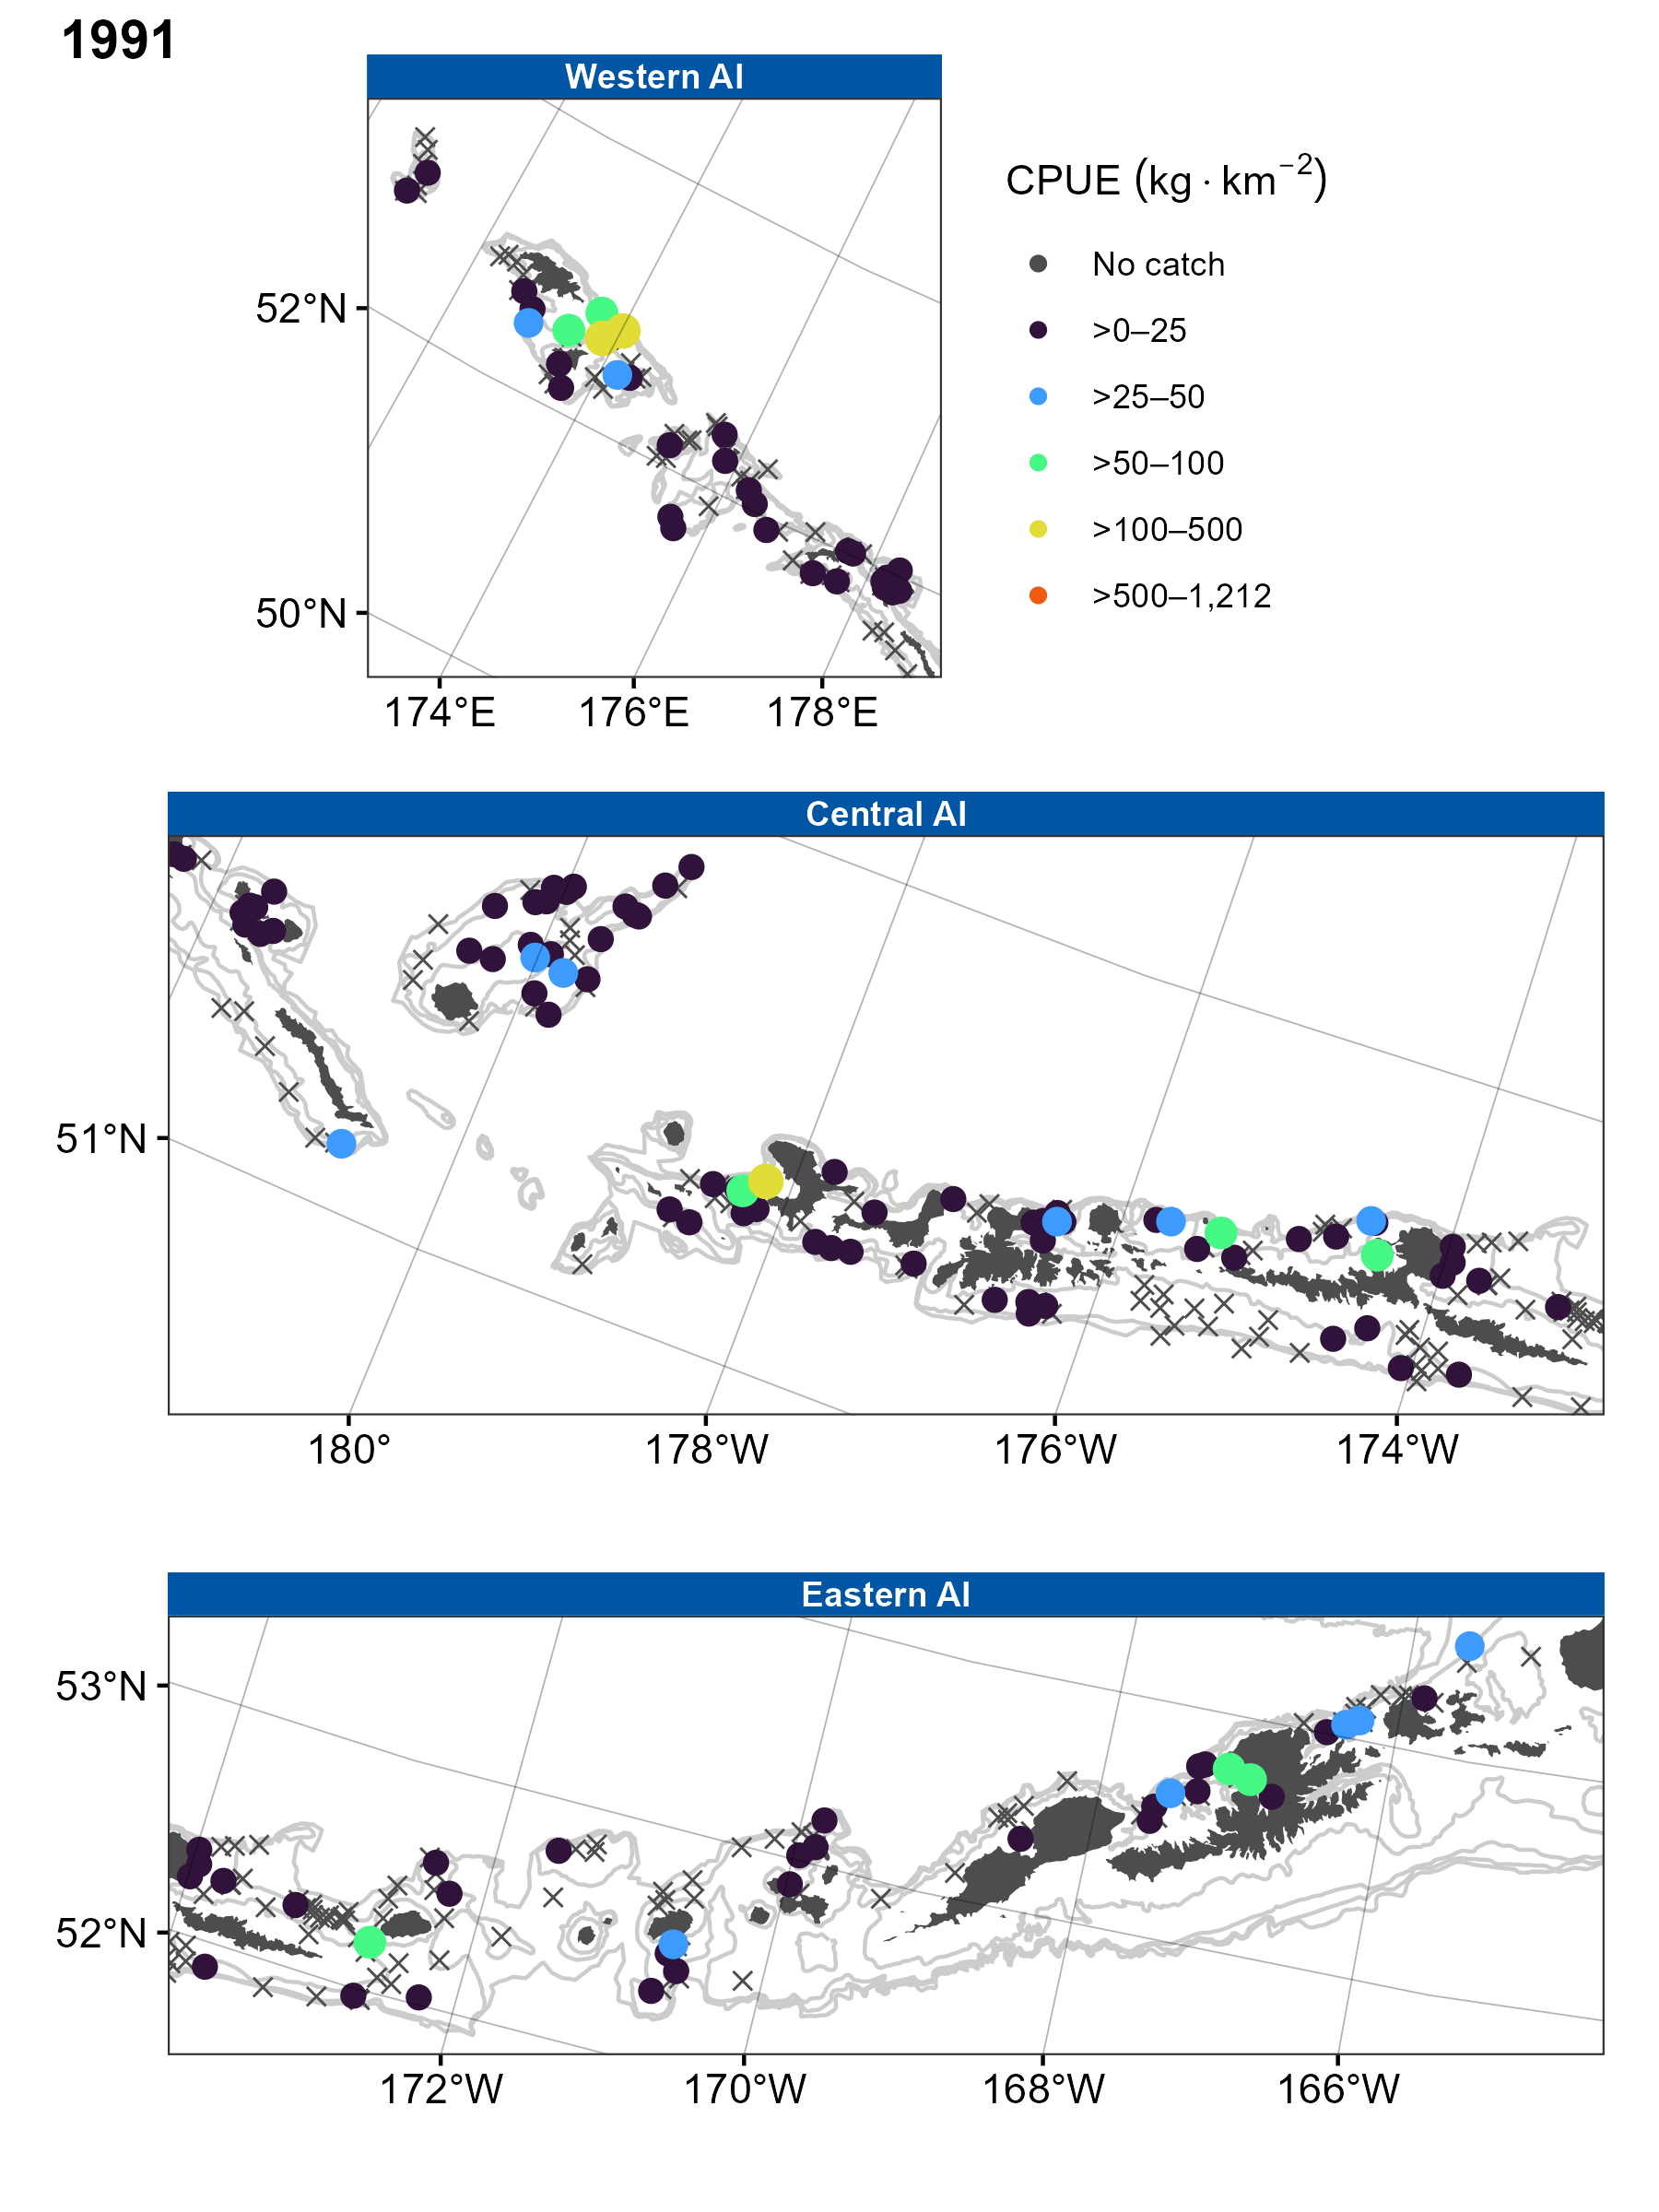 1991
Western AI
CPUE (kg · km⁻²)
No catch
>0–25
>25–50
>50–100
>100–500
>500–1,212
52°N
50°N
174°E 176°E 178°E
Central AI
51°N
180° 178°W 176°W 174°W
Eastern AI
53°N
52°N
172°W 170°W 168°W 166°W